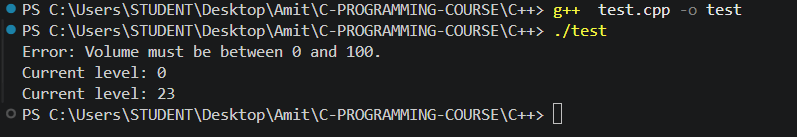 PS C:\Users\STUDENT\Desktop\Amit\C-PROGRAMMING-COURSE\C++> g++  test.cpp -o test
PS C:\Users\STUDENT\Desktop\Amit\C-PROGRAMMING-COURSE\C++> ./test
Error: Volume must be between 0 and 100.
Current level: 0
Current level: 23
PS C:\Users\STUDENT\Desktop\Amit\C-PROGRAMMING-COURSE\C++>